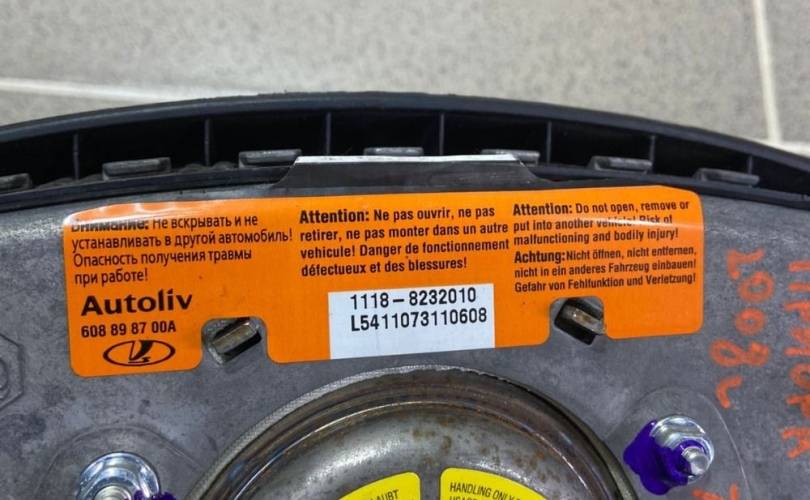 Внимание: Не вскрывать и не
устанавливать в другой автомобиль!
Опасность получения травмы
при работе!
Autoliv
608 89 87 00A
Attention: Ne pas ouvrir, ne pas
retirer, ne pas monter dans un autre
vehicule! Danger de fonctionnement
défectueux et des blessures!
1118-8232010
L5411073110608
Attention: Do not open, remove or
put into another vehicle! Risk of
malfunctioning and bodily injury!
Achtung: Nicht öffnen, nicht entfernen,
nicht in ein anderes Fahrzeug einbauen!
Gefahr von Fehlfunktion und Verletzung!
2008
HANDLING ONLY